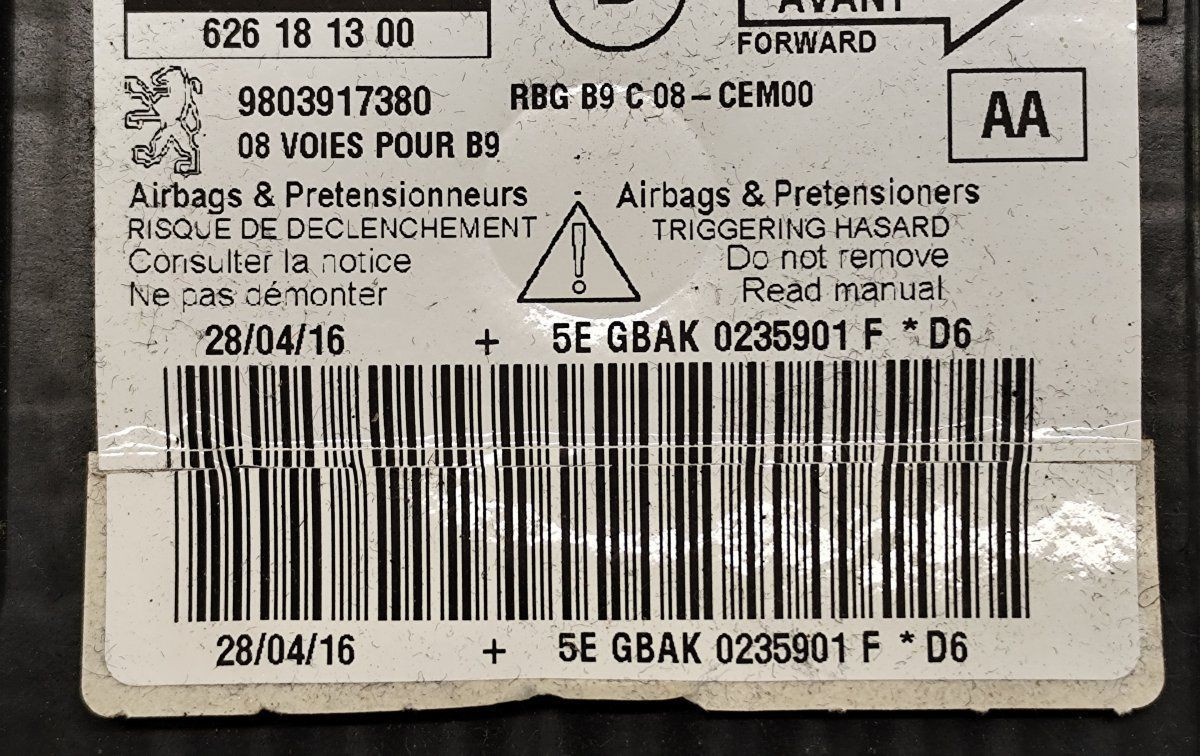 AVANT
626 18 13 00
FORWARD
9803917380
RBG B9 C 08 – CEM00
08 VOIES POUR B9
AA
Airbags & Pretensionneurs
RISQUE DE DECLENCHEMENT
Consulter la notice
Ne pas démonter
Airbags & Pretensioners
TRIGGERING HASARD
Do not remove
Read manual
28/04/16 + 5E GBAK 0235901 F * D6
28/04/16 + 5E GBAK 0235901 F * D6